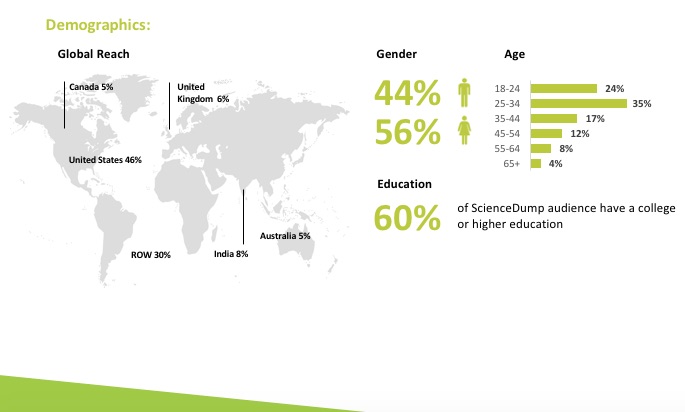 Demographics:
Global Reach
Canada 5%
United
Kingdom 6%
United States 46%
Australia 5%
ROW 30%
India 8%
Gender
44%
56%
Age
18-24 24%
25-34 35%
35-44 17%
45-54 12%
55-64 8%
65+ 4%
Education
60%
of ScienceDump audience have a college
or higher education